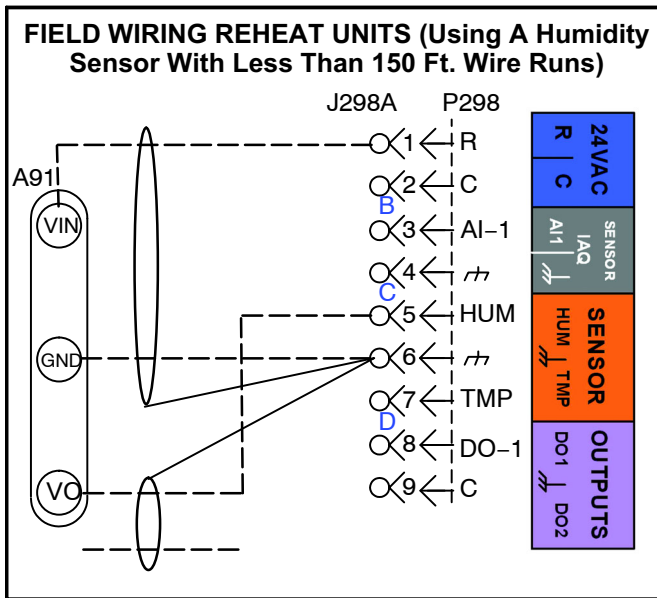 FIELD WIRING REHEAT UNITS (Using A Humidity
Sensor With Less Than 150 Ft. Wire Runs)
J298A P298
A91
VIN
GND
VO
1 R
2 C
B
3 AI-1
4
C
5 HUM
6
7 TMP
D
8 DO-1
9 C
24VAC
R C
SENSOR
IAQ
AI1
SENSOR
HUM TMP
OUTPUTS
DO1 DO2